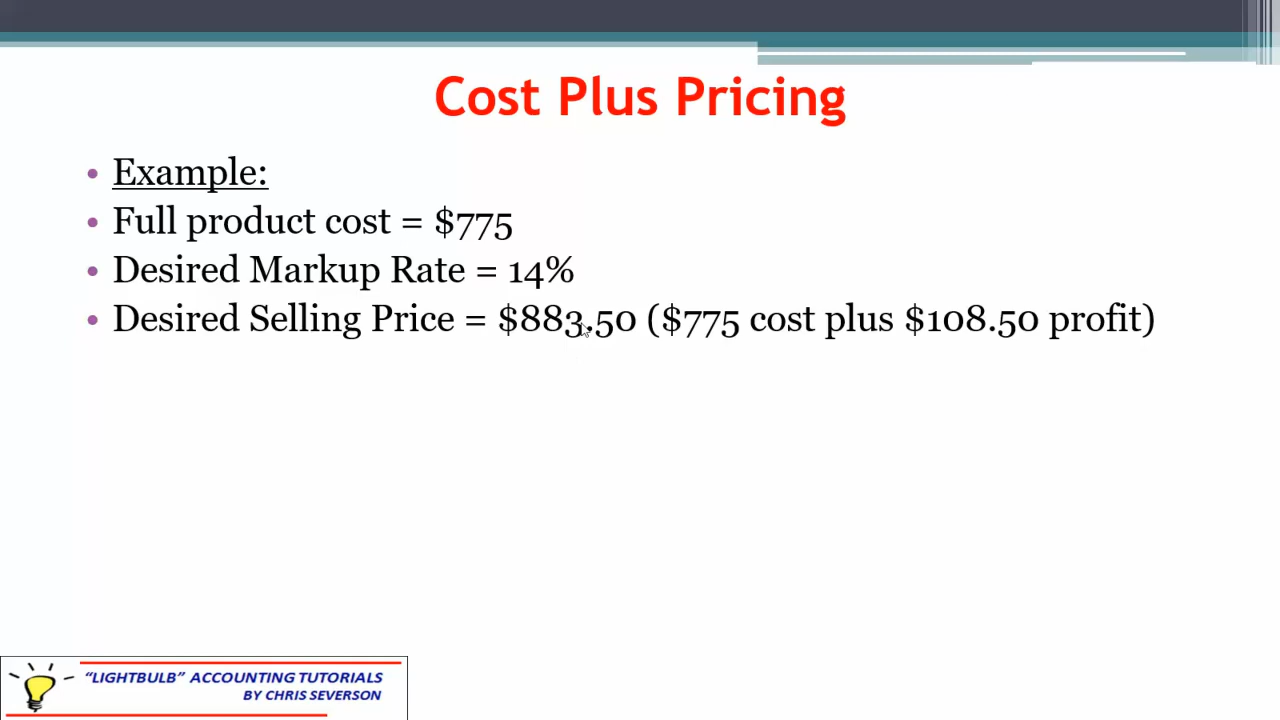 Cost Plus Pricing
• Example:
• Full product cost = $775
• Desired Markup Rate = 14%
• Desired Selling Price = $883.50 ($775 cost plus $108.50 profit)
“LIGHTBULB” ACCOUNTING TUTORIALS
BY CHRIS SEVERSON